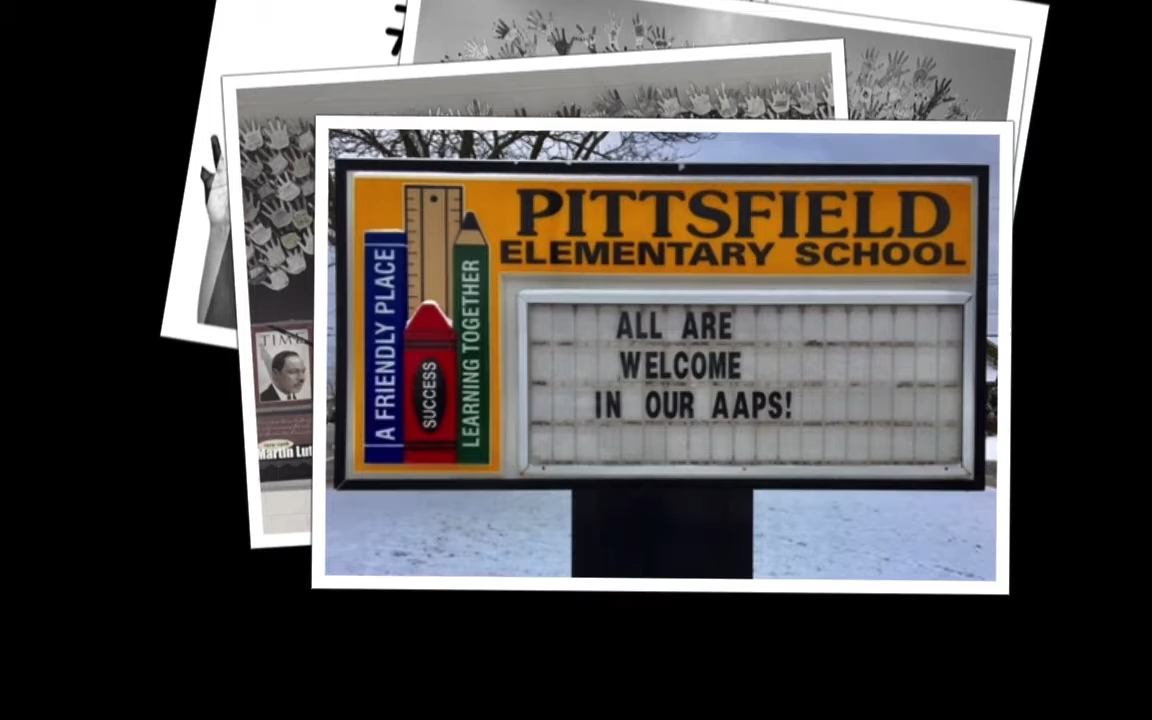 PITTSFIELD
ELEMENTARY SCHOOL
A FRIENDLY PLACE
SUCCESS
LEARNING TOGETHER
ALL ARE
WELCOME
IN OUR AAPS!
TIME
Martin Lut